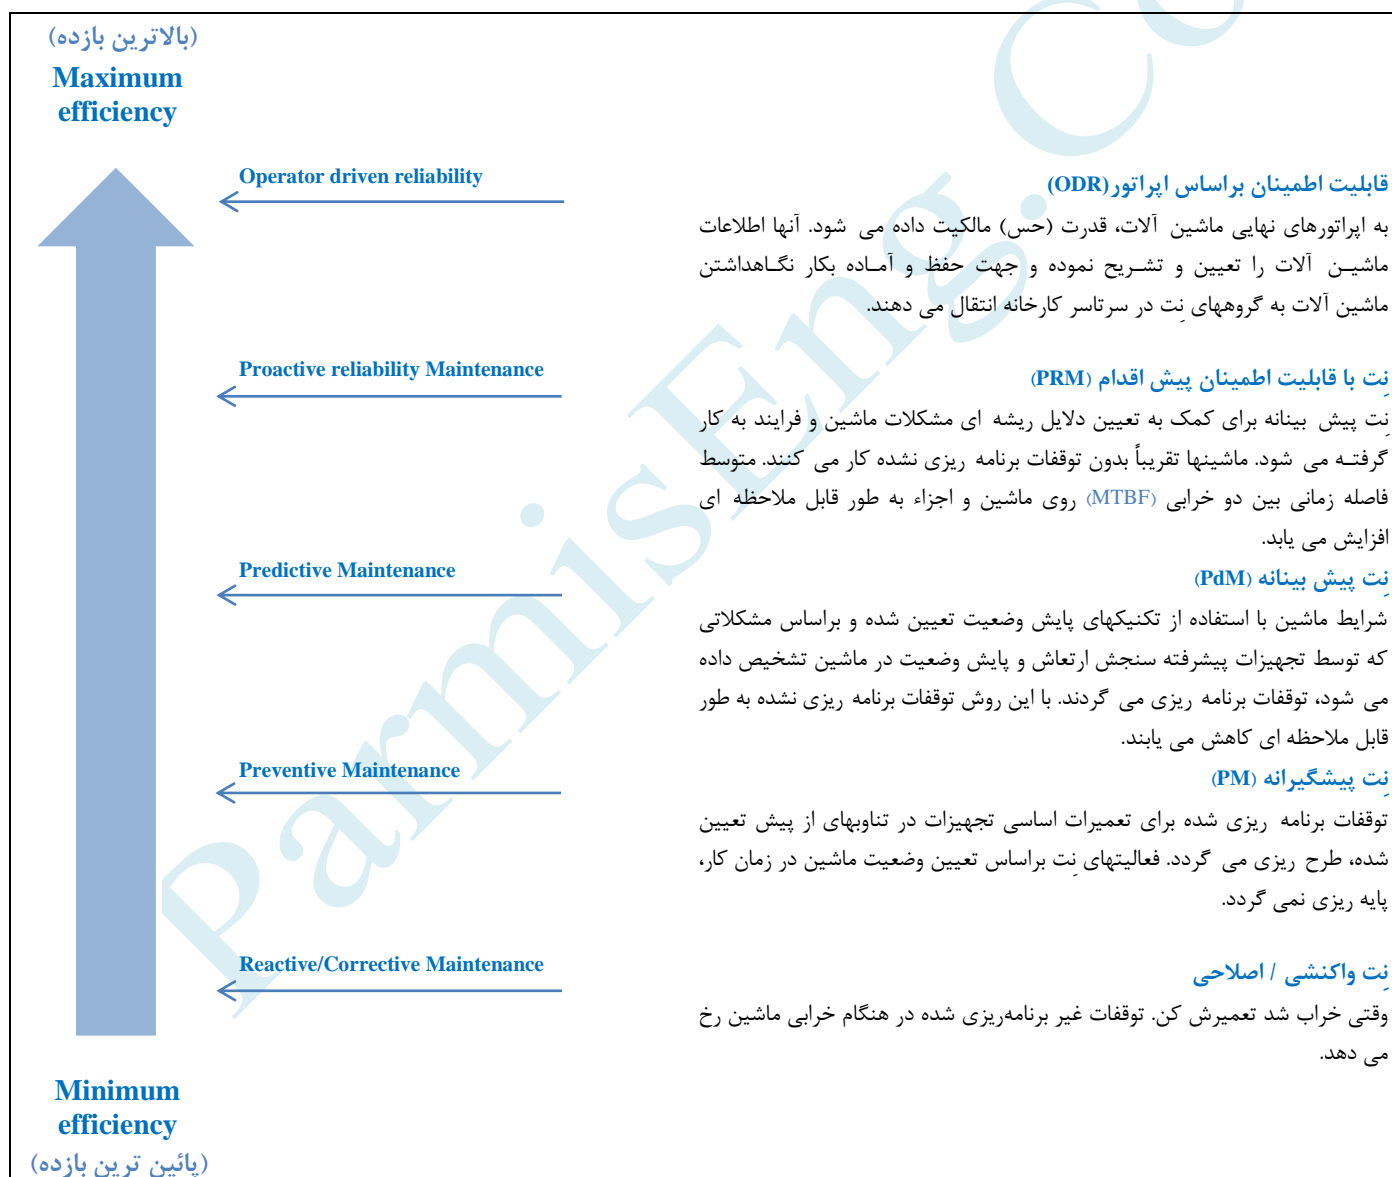 (بالاترین بازده)
Maximum
efficiency
Operator driven reliability
قابلیت اطمینان براساس اپراتور(ODR)
به اپراتورهای نهایی ماشین آلات، قدرت (حس) مالکیت داده می شود. آنها اطلاعات
ماشیـن آلات را تعیین و تشـریح نموده و جهت حفظ و آمـاده بکار نگـاهداشتن
ماشین آلات به گروههای نِت در سرتاسر کارخانه انتقال می دهند.
Proactive reliability Maintenance
نِت با قابلیت اطمینان پیش اقدام (PRM)
نِت پیش بینانه برای کمک به تعیین دلایل ریشه ای مشکلات ماشین و فرایند به کار
گرفتـه می شود. ماشینها تقریباً بدون توقفات برنامه ریزی نشده کار می کنند. متوسط
فاصله زمانی بین دو خرابی (MTBF) روی ماشین و اجزاء به طور قابل ملاحظه ای
افزایش می یابد.
Predictive Maintenance
نِت پیش بینانه (PdM)
شرایط ماشین با استفاده از تکنیکهای پایش وضعیت تعیین شده و براساس مشکلاتی
که توسط تجهیزات پیشرفته سنجش ارتعاش و پایش وضعیت در ماشین تشخیص داده
می شود، توقفات برنامه ریزی می گردند. با این روش توقفات برنامه ریزی نشده به طور
قابل ملاحظه ای کاهش می یابند.
Preventive Maintenance
نِت پیشگیرانه (PM)
توقفات برنامه ریزی شده برای تعمیرات اساسی تجهیزات در تناوبهای از پیش تعیین
شده، طرح ریزی می گردد. فعالیتهای نِت براساس تعیین وضعیت ماشین در زمان کار،
پایه ریزی نمی گردد.
Reactive/Corrective Maintenance
نِت واکنشی / اصلاحی
وقتی خراب شد تعمیرش کن. توقفات غیر برنامه‌ریزی شده در هنگام خرابی ماشین رخ
می دهد.
Minimum
efficiency
(پائین ترین بازده)
ParmisEng.Co